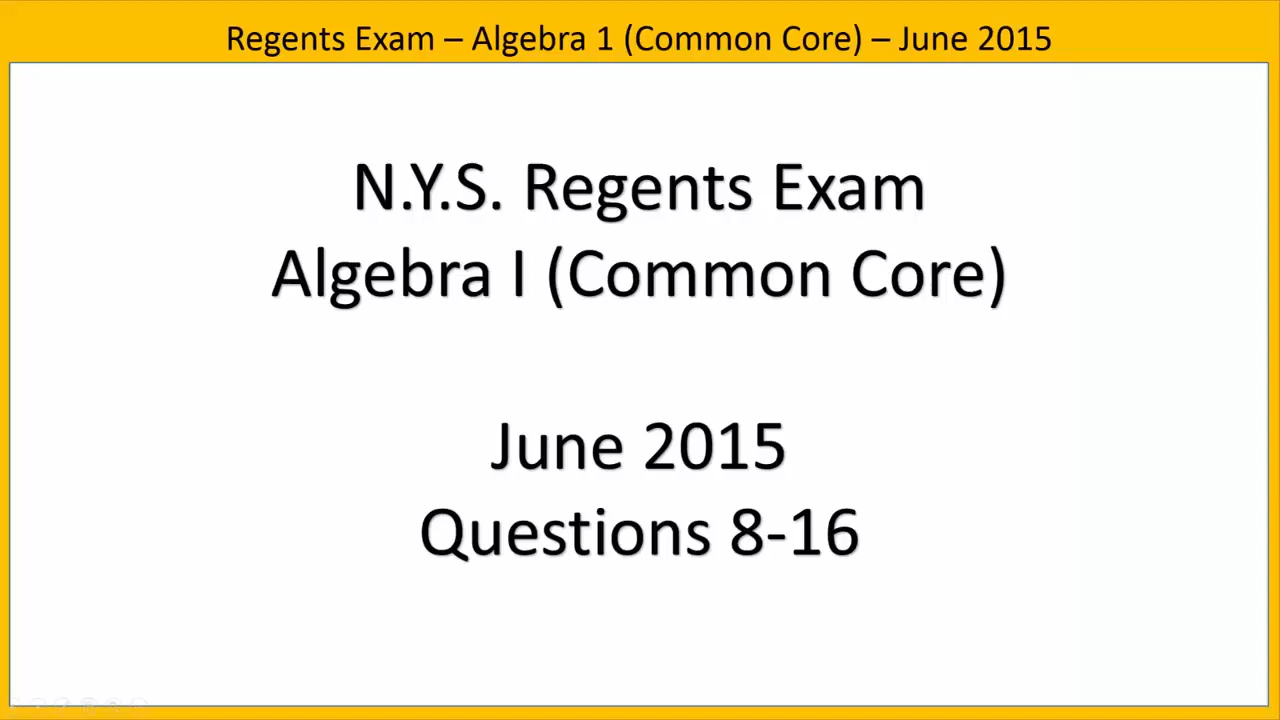 Regents Exam – Algebra 1 (Common Core) – June 2015
N.Y.S. Regents Exam
Algebra I (Common Core)
June 2015
Questions 8-16